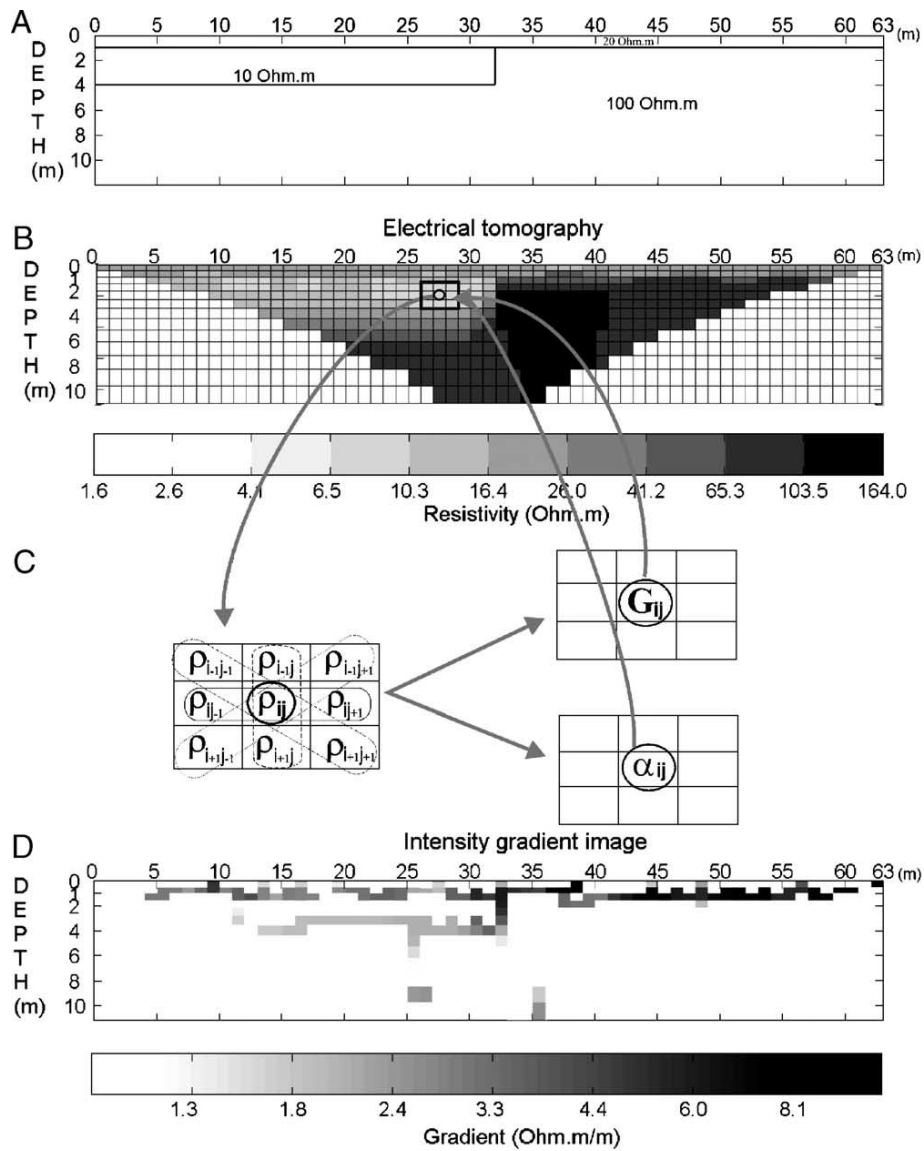 A
0 5 10 15 20 25 30 35 40 45 50 55 60 63 (m)
DEPTH (m)
0
2
4
6
8
10
20 Ohm.m
10 Ohm.m
100 Ohm.m
Electrical tomography
B
0 5 10 15 20 25 30 35 40 45 50 55 60 63 (m)
DEPTH (m)
0
1
2
4
6
8
10
1.6 2.6 4.1 6.5 10.3 16.4 26.0 41.2 65.3 103.5 164.0
Resistivity (Ohm.m)
C
Gij
ρi-1j-1 ρi-1j ρi-1j+1
ρij-1 ρij ρij+1
ρi+1j-1 ρi+1j ρi+1j+1
αij
Intensity gradient image
D
0 5 10 15 20 25 30 35 40 45 50 55 60 63 (m)
DEPTH (m)
0
1
2
4
6
8
10
1.3 1.8 2.4 3.3 4.4 6.0 8.1
Gradient (Ohm.m/m)